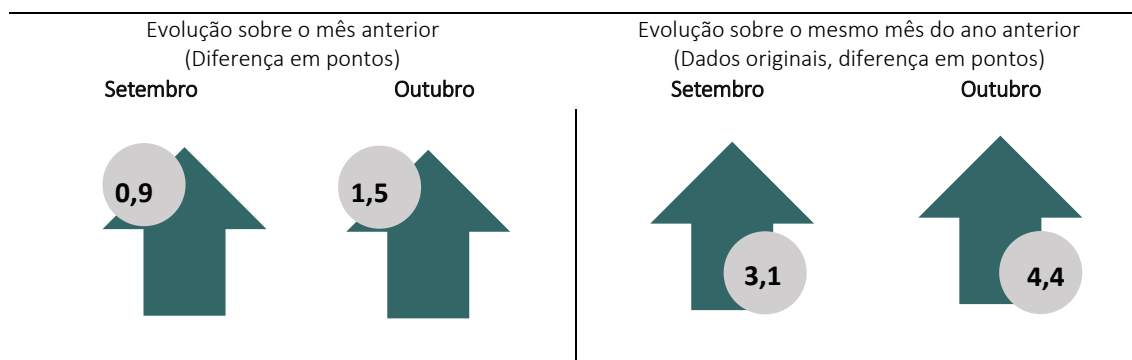 Evolução sobre o mês anterior
(Diferença em pontos)
Setembro
Outubro
0,9
1,5
Evolução sobre o mesmo mês do ano anterior
(Dados originais, diferença em pontos)
Setembro
Outubro
3,1
4,4